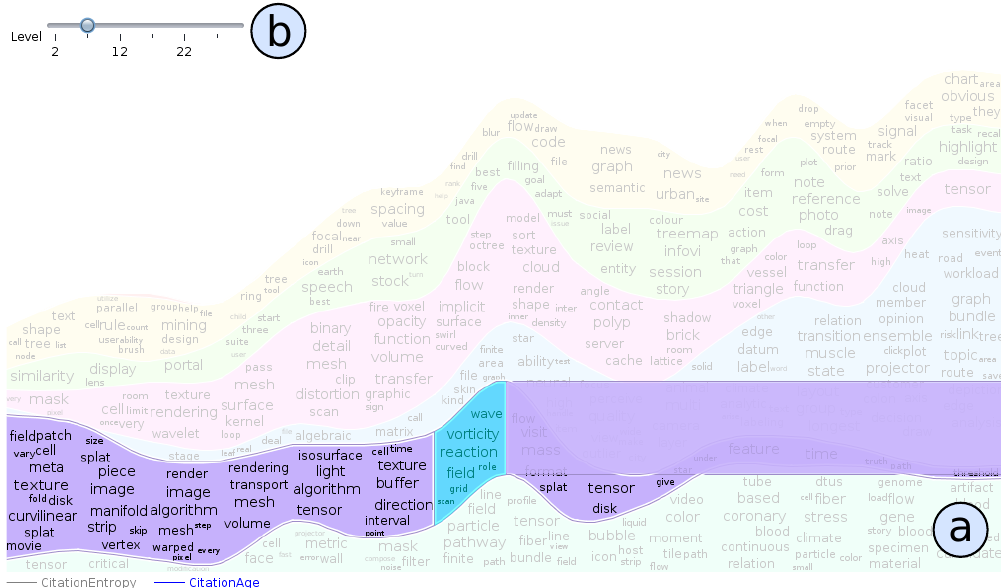 b
Level
2 12 22
chart area
obvious
they
facet
visual
type
task recal
highlight
design
drop
empty
when
system
route
signal
track
mark
prior
ratio
text
solve
focal
rest
user
need
plot
form
note
reference
photo
drag
item
cost
note
image
tensor
update
flow draw
code
blur
filling
goal
file
best
drill
find
rank
five
help
java
tool
adapt
must
issue
news
graph
semantic
city
news
urban site
social
label
review
entity
colour
treemap
infovi
session
story
action
graph
that
color
vessel
triangle
voxel
loop
transfer
function
axis
high
heat
sensitivity
road
event
workload
keyframe
spacing
value
tree
down
focal near
drill
small
icon
earth
speech
best
network
stock turn
tree
tool
ring
start
three
child
suite
user
model
step
octree
sort
texture
cloud
block
flow
render
shape inter
inner
density
angle
contact
polyp
server
cache
lattice
shadow
brick
room
solid
other
edge
datum
label word
relation
transition
muscle
state
cloud
member
opinion
ensemble
click plot
projector
graph
bundle
risk link tree
topic area
route save
utilize
parallel
group help file
text
shape
call tree list
node
cell rule count
user ability
brush
mining
design
data
portal
similarity
display
lens
very mask
pixel
room
cell limit
once very
texture
rendering
wavelet
stage
pass
mesh
surface
kernel
loop
leaf real
deal file
binary
detail
mesh
clip
distortion
scan
algebraic
fire voxel
opacity
function
volume
transfer
graphic
sign
call
matrix
implicit
surface
swirl
curved
finite
area
file graph
skin
kind
star
ability text
neural
field patch
vary cell
meta
texture
fold disk
curvilinear
splat
movie
size
splat
piece
image
manifold
strip skip
vertex
render
image
algorithm
mesh step
warped every
pixel
rendering
transport
mesh
volume
isosurface
light
algorithm
tensor
cell time
texture
buffer
direction
interval
point
wave
vorticity
reaction
field role
grid
scan
flow
visit
mass
format
splat
tensor
disk
give
star under
feature
time
truth path
threshold
tensor
critical
cell
face fast
projector
metric
error wall
mask
compose
noise filter
line
field
particle
pathway
finite path
profile
tensor
fiber line
view
bundle field
bubble
icon host
strip
liquid
flow
video
color
moment
tile path
tube
based
coronary
continuous
relation
dtus
cell fiber
stress
climate
particle color
small
genome
load flow
gene
story blood
specimen
material
artifact
a
CitationEntropy CitationAge